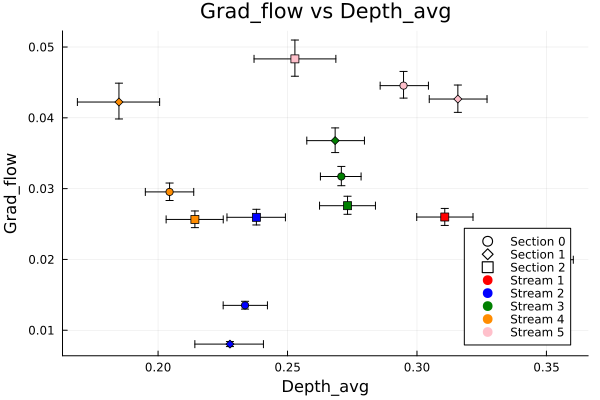 Grad_flow vs Depth_avg
0.05
0.04
0.03
0.02
0.01
Grad_flow
Section 0
Section 1
Section 2
Stream 1
Stream 2
Stream 3
Stream 4
Stream 5
0.20 0.25 0.30 0.35
Depth_avg